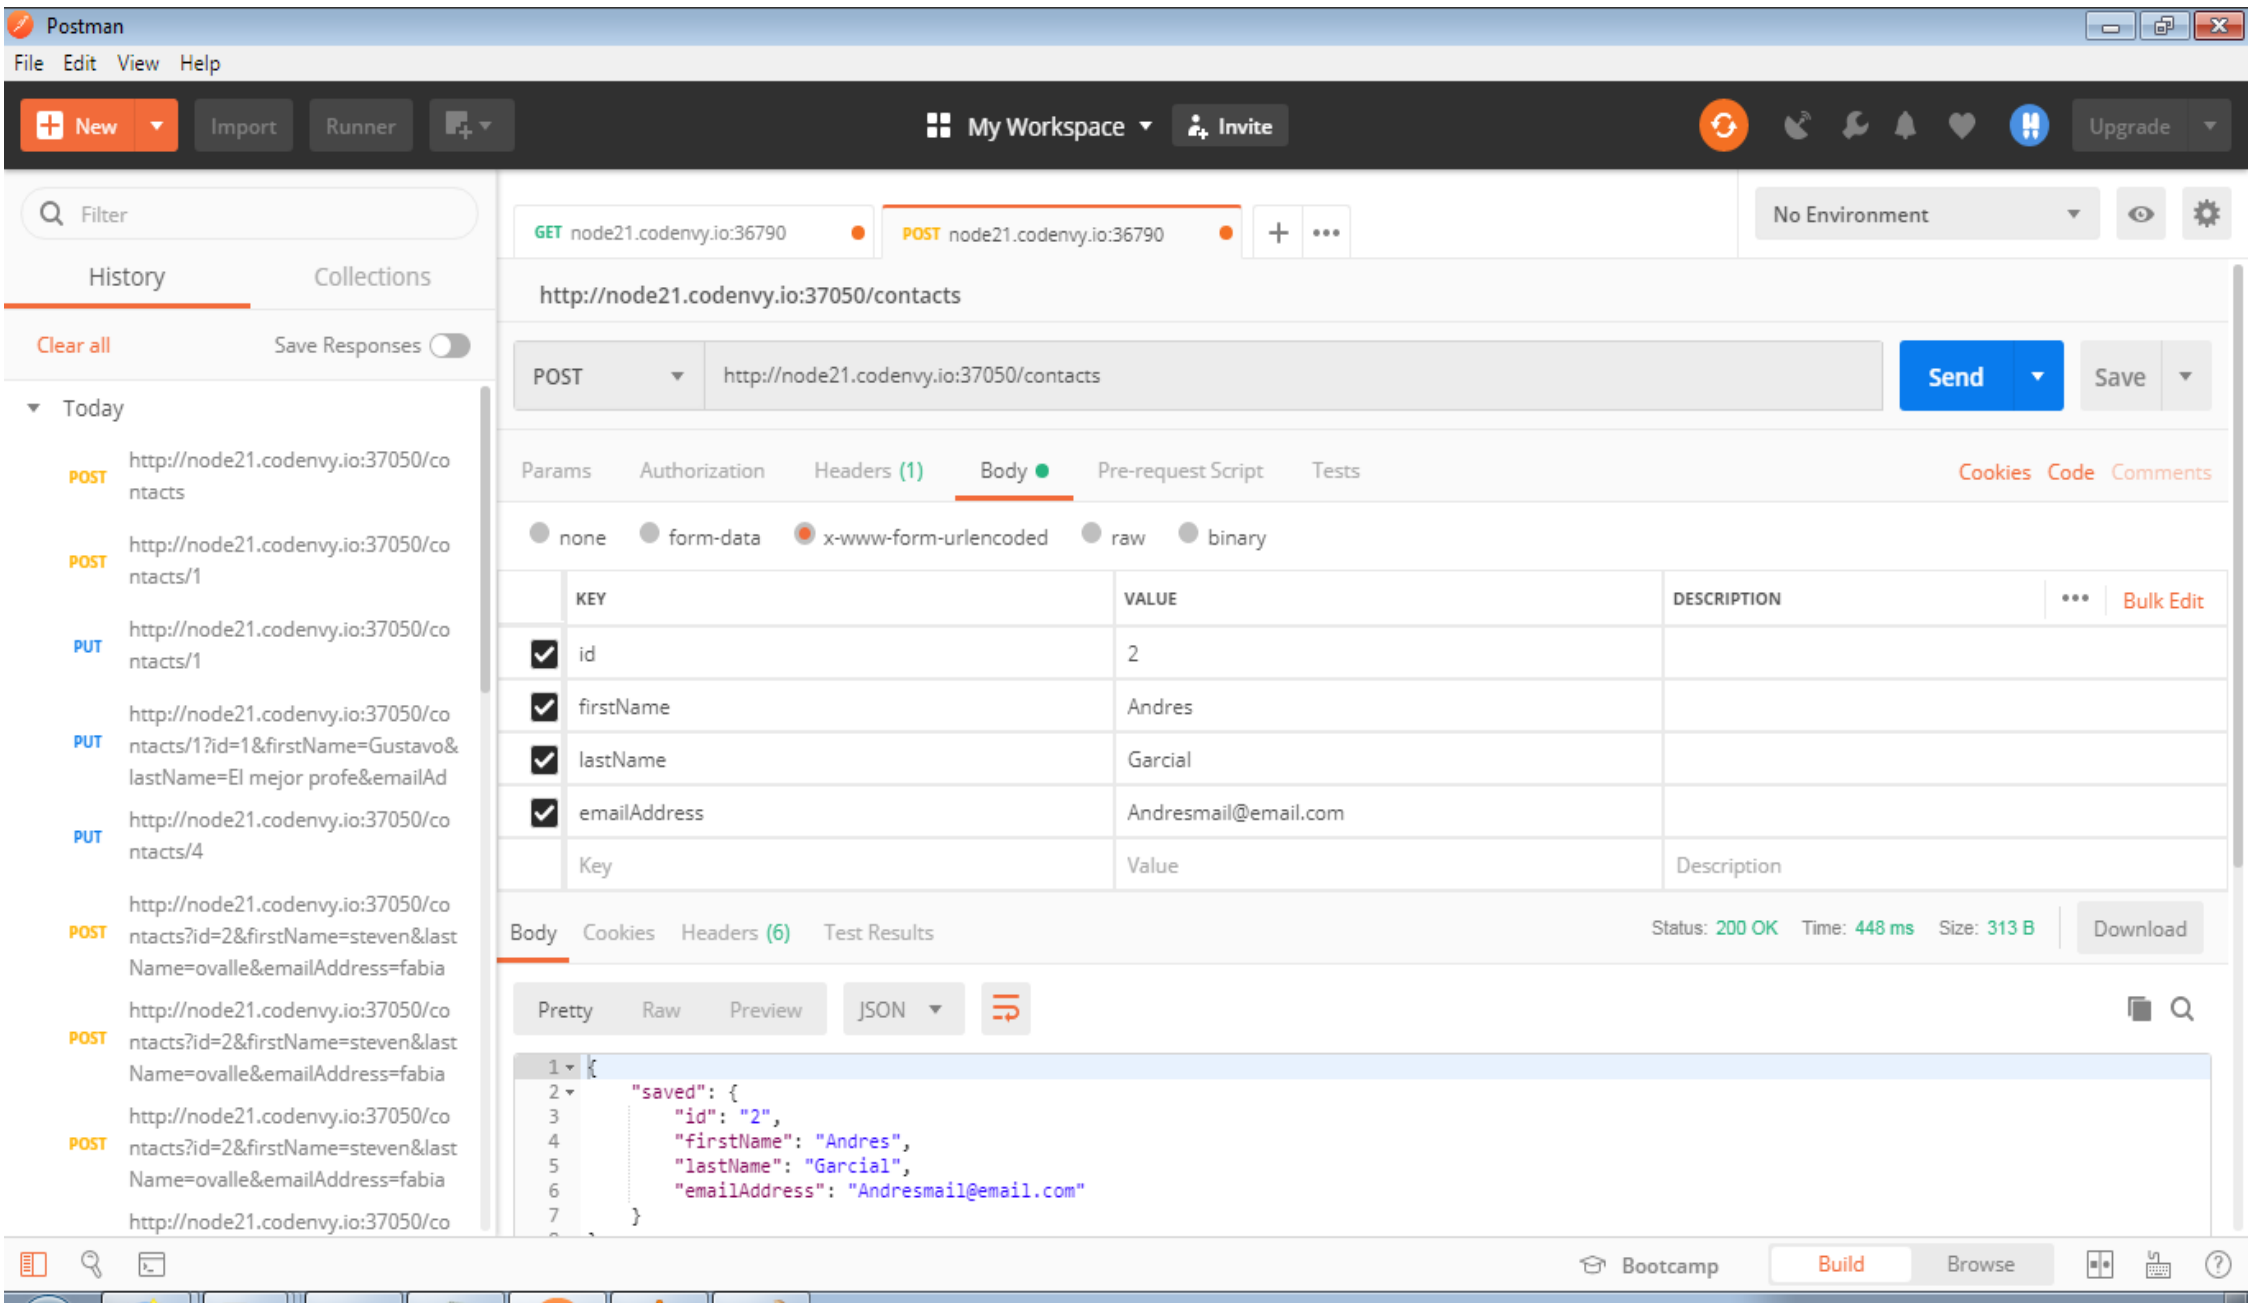 Postman
File Edit View Help
New Import Runner My Workspace Invite Upgrade
Filter
History Collections
Clear all Save Responses
Today
POST http://node21.codenvy.io:37050/co
ntacts
POST http://node21.codenvy.io:37050/co
ntacts/1
PUT http://node21.codenvy.io:37050/co
ntacts/1
PUT http://node21.codenvy.io:37050/co
ntacts/1?id=1&firstName=Gustavo&
lastName=El mejor profe&emailAd
PUT http://node21.codenvy.io:37050/co
ntacts/4
POST http://node21.codenvy.io:37050/co
ntacts?id=2&firstName=steven&last
Name=ovalle&emailAddress=fabia
POST http://node21.codenvy.io:37050/co
ntacts?id=2&firstName=steven&last
Name=ovalle&emailAddress=fabia
POST http://node21.codenvy.io:37050/co
ntacts?id=2&firstName=steven&last
Name=ovalle&emailAddress=fabia
http://node21.codenvy.io:37050/co
GET node21.codenvy.io:36790 POST node21.codenvy.io:36790 + ••• No Environment
http://node21.codenvy.io:37050/contacts
POST http://node21.codenvy.io:37050/contacts Send Save
Params Authorization Headers (1) Body Pre-request Script Tests Cookies Code Comments
none form-data x-www-form-urlencoded raw binary
KEY VALUE DESCRIPTION ••• Bulk Edit
id 2
firstName Andres
lastName Garcial
emailAddress Andresmail@email.com
Key Value Description
Body Cookies Headers (6) Test Results Status: 200 OK Time: 448 ms Size: 313 B Download
Pretty Raw Preview JSON
1 {
2 "saved": {
3 "id": "2",
4 "firstName": "Andres",
5 "lastName": "Garcial",
6 "emailAddress": "Andresmail@email.com"
7 }
Bootcamp Build Browse ?